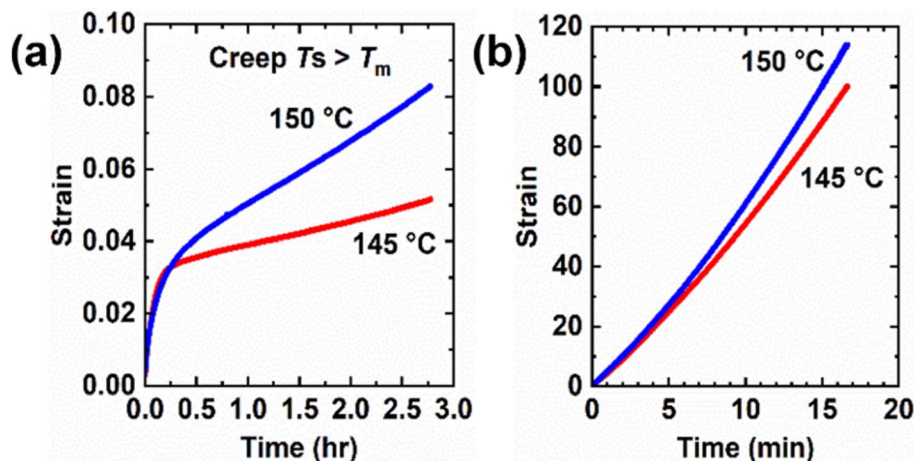 (a)
Creep Ts > Tm
150 °C
145 °C
Strain
0.10
0.08
0.06
0.04
0.02
0.00
0.0 0.5 1.0 1.5 2.0 2.5 3.0
Time (hr)
(b)
150 °C
145 °C
Strain
120
100
80
60
40
20
0
0 5 10 15 20
Time (min)